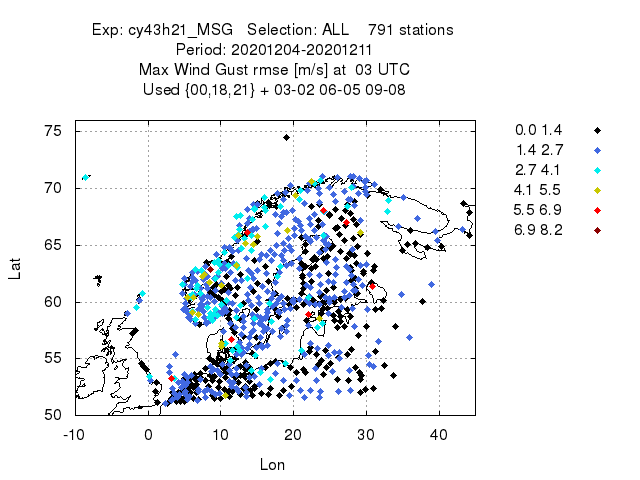 Exp: cy43h21_MSG   Selection: ALL    791 stations
Period: 20201204-20201211
Max Wind Gust rmse [m/s] at  03 UTC
Used {00,18,21} + 03-02 06-05 09-08
75
70
65
60
55
50
-10 0 10 20 30 40
Lat
Lon
0.0 1.4
1.4 2.7
2.7 4.1
4.1 5.5
5.5 6.9
6.9 8.2